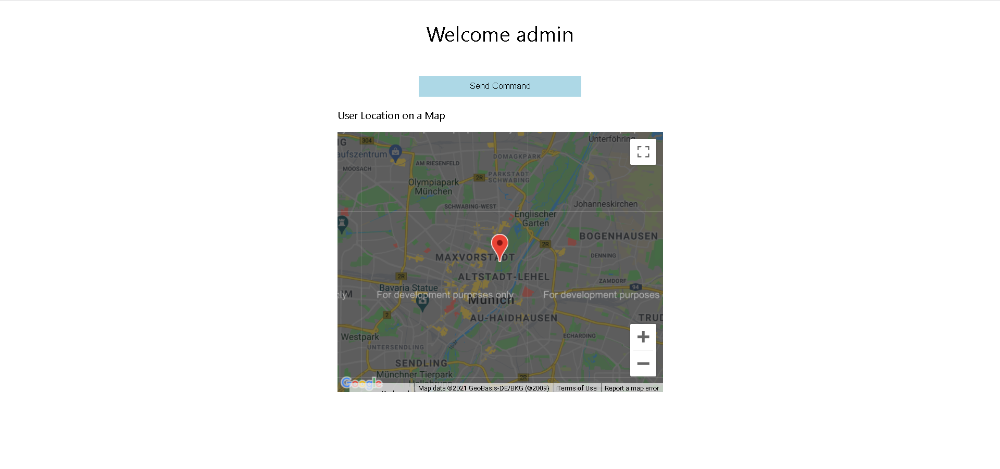 Welcome admin
Send Command
User Location on a Map
Unterföhring
304
aufszentrum
DOMAGKPARK
AM RIESENFELD
MOOSACH
2R
PARKSTADT
SCHWABING
Olympiapark
München
Johanneskirchen
SCHWABING-WEST
Englischer
Garten
BOGENHAUSEN
2R
MAXVORSTADT
DENNING
2R
ALTSTADT-LEHEL
ZAMDORF
94
Bavaria Statue
nly
For development purposes only
For development purposes
Munich
2
AU-HAIDHAUSEN
TRUD
Westpark
ECHARDING
UNTERSENDLING
Isar
SENDLING
Münchner Tierpark
Hellabrunn
2R
Google
Map data ©2021 GeoBasis-DE/BKG (©2009)
Terms of Use
Report a map error